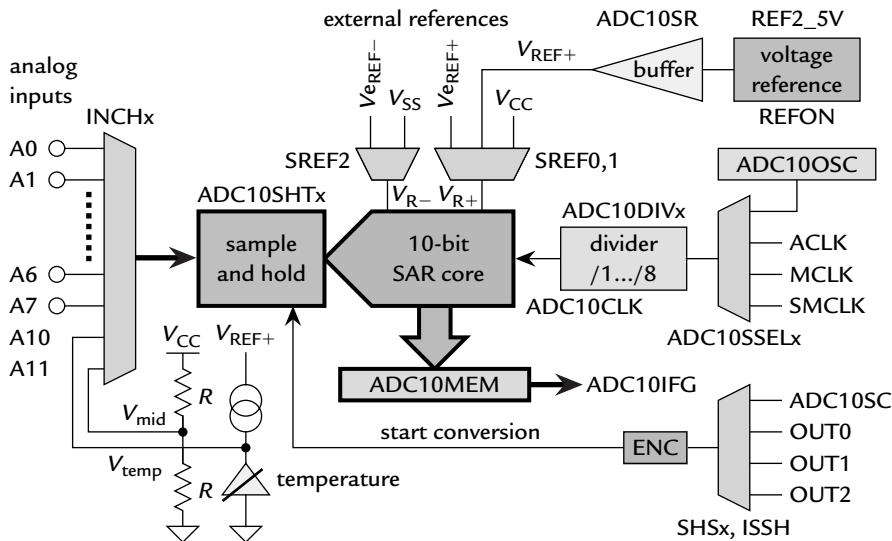 external references
ADC10SR
REF2_5V
analog
inputs
VeREF−
VSS
VeREF+
VREF+
VCC
buffer
voltage
reference
REFON
INCHx
A0
A1
A6
A7
A10
A11
SREF2
SREF0,1
VR−
VR+
ADC10OSC
ADC10SHTx
sample
and hold
10-bit
SAR core
ADC10DIVx
divider
/1.../8
ADC10CLK
ACLK
MCLK
SMCLK
ADC10SSELx
VCC
VREF+
R
Vmid
ADC10MEM
ADC10IFG
start conversion
ENC
ADC10SC
OUT0
OUT1
OUT2
Vtemp
R
temperature
SHSx, ISSH